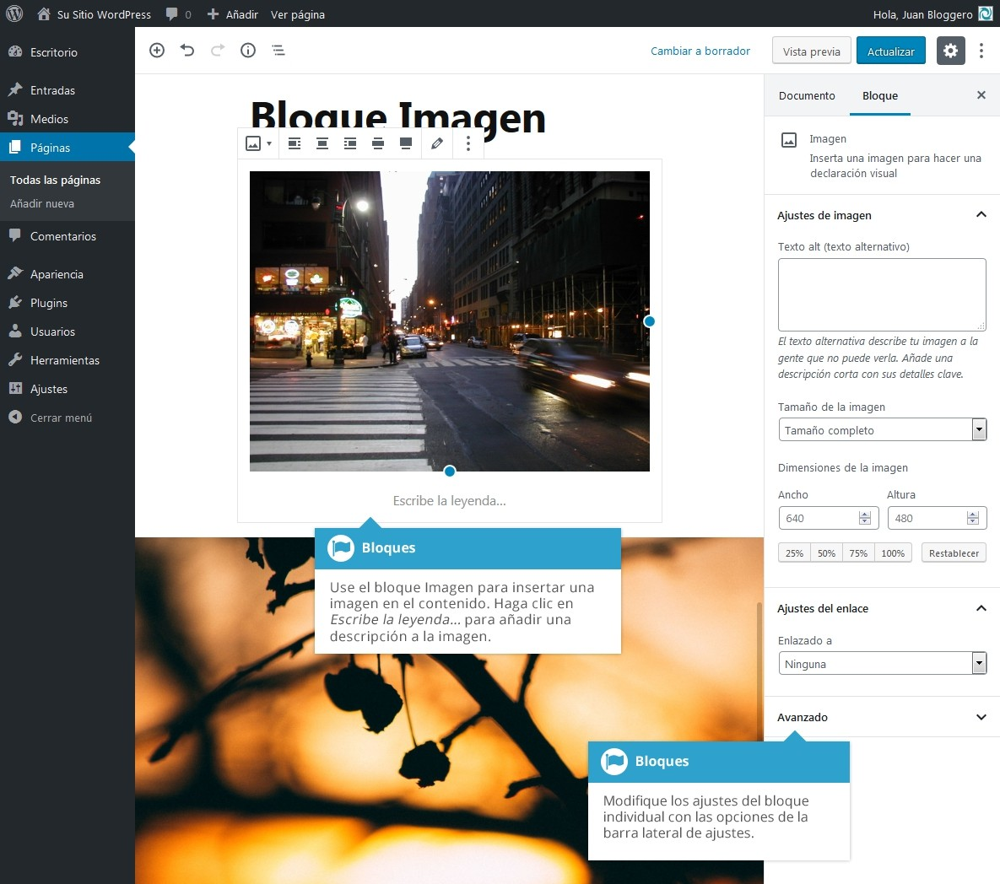 Su Sitio WordPress 0 Añadir Ver página Hola, Juan Bloggero
Escritorio
Entradas
Medios
Páginas
Todas las páginas
Añadir nueva
Comentarios
Apariencia
Plugins
Usuarios
Herramientas
Ajustes
Cerrar menú
Cambiar a borrador Vista previa Actualizar
Bloque Imagen
Escribe la leyenda...
Bloques
Use el bloque Imagen para insertar una
imagen en el contenido. Haga clic en
Escribe la leyenda... para añadir una
descripción a la imagen.
Documento Bloque
Imagen
Inserta una imagen para hacer una
declaración visual
Ajustes de imagen
Texto alt (texto alternativo)
El texto alternativa describe tu imagen a la
gente que no puede verla. Añade una
descripción corta con sus detalles clave.
Tamaño de la imagen
Tamaño completo
Dimensiones de la imagen
Ancho Altura
640 480
25% 50% 75% 100% Restablecer
Ajustes del enlace
Enlazado a
Ninguna
Avanzado
Bloques
Modifique los ajustes del bloque
individual con las opciones de la
barra lateral de ajustes.